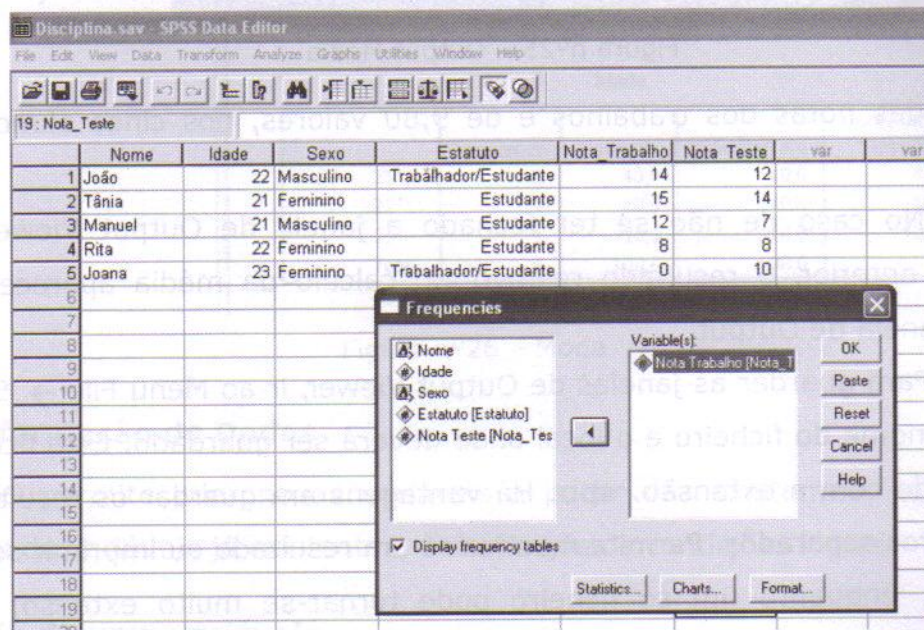 Disciplina.sav - SPSS Data Editor
File Edit View Data Transform Analyze Graphs Utilities Window Help
19: Nota_Teste
Nome Idade Sexo Estatuto Nota_Trabalho Nota_Teste var var
1 João 22 Masculino Trabalhador/Estudante 14 12
2 Tânia 21 Feminino Estudante 15 14
3 Manuel 21 Masculino Estudante 12 7
4 Rita 22 Feminino Estudante 8 8
5 Joana 23 Feminino Trabalhador/Estudante 0 10
6
7
8
9
10
11
12
13
14
15
16
17
18
19
20
Frequencies
Nome
Idade
Sexo
Estatuto [Estatuto]
Nota Teste [Nota_Tes
Variable(s):
Nota Trabalho [Nota_T
OK
Paste
Reset
Cancel
Help
Display frequency tables
Statistics... Charts... Format...